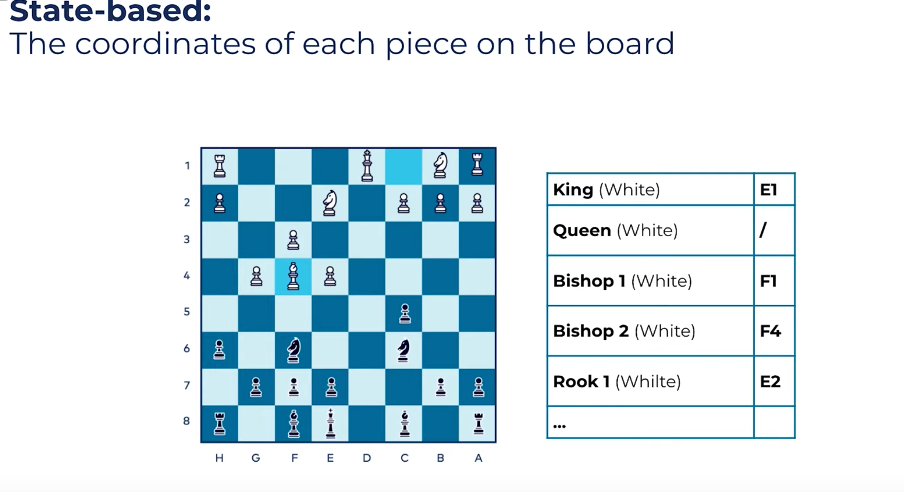 State-based:
The coordinates of each piece on the board
1
2
3
4
5
6
7
8
H G F E D C B A
King (White) E1
Queen (White) /
Bishop 1 (White) F1
Bishop 2 (White) F4
Rook 1 (Whilte) E2
...